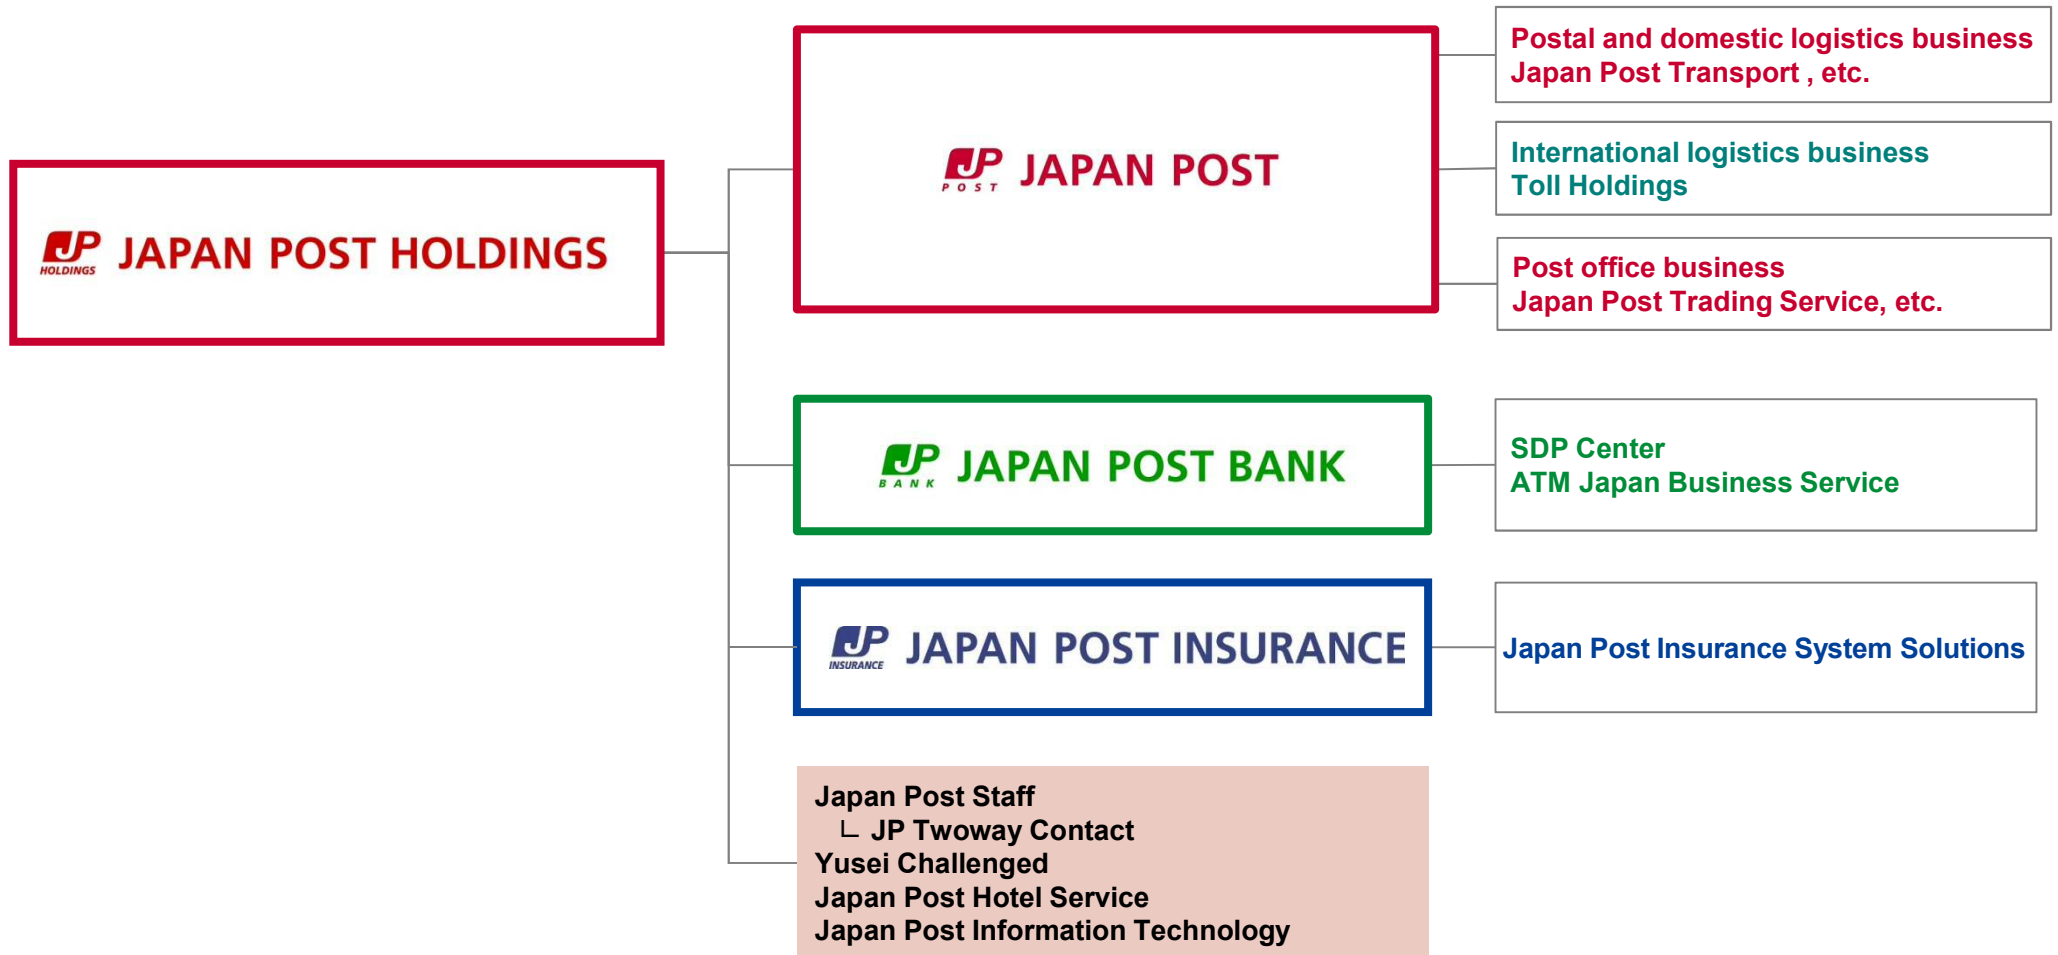 JP HOLDINGS JAPAN POST HOLDINGS
JP POST JAPAN POST
Postal and domestic logistics business
Japan Post Transport , etc.
International logistics business
Toll Holdings
Post office business
Japan Post Trading Service, etc.
JP BANK JAPAN POST BANK
SDP Center
ATM Japan Business Service
JP INSURANCE JAPAN POST INSURANCE
Japan Post Insurance System Solutions
Japan Post Staff
∟ JP Twoway Contact
Yusei Challenged
Japan Post Hotel Service
Japan Post Information Technology